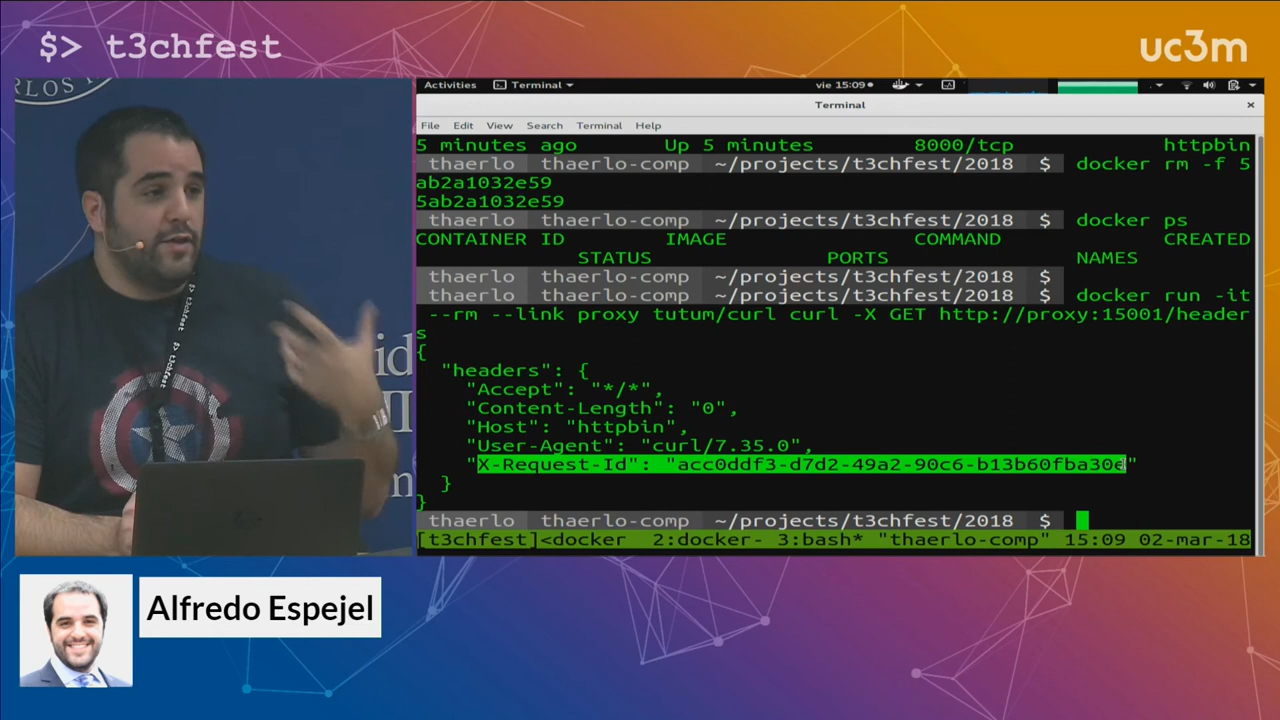 $> t3chfest
uc3m
ARLOS
Activities Terminal vie 15:09
Terminal ×
File Edit View Search Terminal Help
5 minutes ago Up 5 minutes 8000/tcp httpbin
thaerlo thaerlo-comp ~/projects/t3chfest/2018 $ docker rm -f 5
ab2a1032e59
5ab2a1032e59
thaerlo thaerlo-comp ~/projects/t3chfest/2018 $ docker ps
CONTAINER ID IMAGE COMMAND CREATED
STATUS PORTS NAMES
thaerlo thaerlo-comp ~/projects/t3chfest/2018 $
thaerlo thaerlo-comp ~/projects/t3chfest/2018 $ docker run -it
--rm --link proxy tutum/curl curl -X GET http://proxy:15001/header
s
{
"headers": {
"Accept": "*/*",
"Content-Length": "0",
"Host": "httpbin",
"User-Agent": "curl/7.35.0",
"X-Request-Id": "acc0ddf3-d7d2-49a2-90c6-b13b60fba30e"
}
}
thaerlo thaerlo-comp ~/projects/t3chfest/2018 $
[t3chfest]<docker 2:docker- 3:bash* "thaerlo-comp" 15:09 02-mar-18
t3chfest
t3chfest
id
Alfredo Espejel